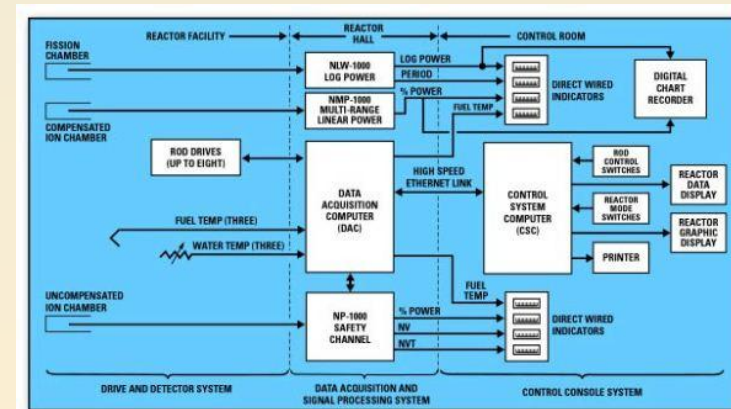 REACTOR FACILITY
REACTOR
HALL
CONTROL ROOM
FISSION
CHAMBER
NLW-1000
LOG POWER
LOG POWER
PERIOD
% POWER
NMP-1000
MULTI-RANGE
LINEAR POWER
COMPENSATED
ION CHAMBER
FUEL TEMP
DIRECT WIRED
INDICATORS
DIGITAL
CHART
RECORDER
ROD DRIVES
(UP TO EIGHT)
DATA
ACQUISITION
COMPUTER
(DAC)
HIGH SPEED
ETHERNET LINK
CONTROL
SYSTEM
COMPUTER
(CSC)
ROD
CONTROL
SWITCHES
REACTOR
DATA
DISPLAY
REACTOR
MODE
SWITCHES
REACTOR
GRAPHIC
DISPLAY
PRINTER
FUEL TEMP (THREE)
WATER TEMP (THREE)
UNCOMPENSATED
ION CHAMBER
NP-1000
SAFETY
CHANNEL
FUEL
TEMP
% POWER
NV
NVT
DIRECT WIRED
INDICATORS
DRIVE AND DETECTOR SYSTEM
DATA ACQUISITION AND
SIGNAL PROCESSING SYSTEM
CONTROL CONSOLE SYSTEM